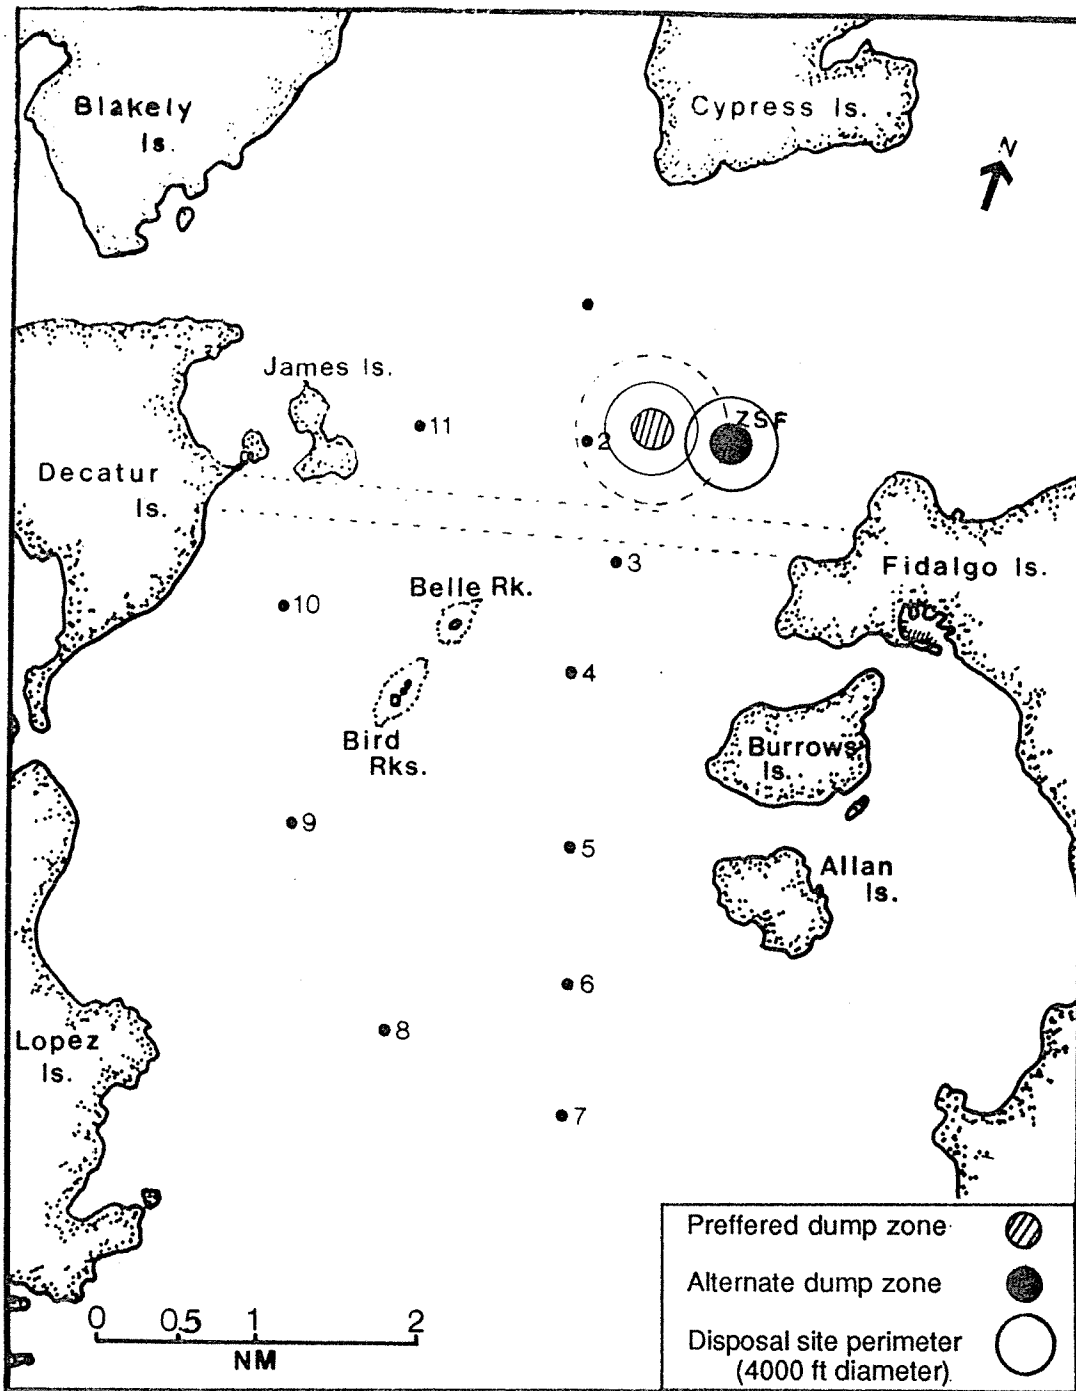 Blakely
Is.
Cypress Is.
N
James Is.
11
2
ZSF
Decatur
Is.
3
Fidalgo Is.
Belle Rk.
10
4
Bird
Rks.
Burrows
Is.
9
5
Allan
Is.
6
8
Lopez
Is.
7
0 0.5 1 2
NM
Preffered dump zone
Alternate dump zone
Disposal site perimeter
(4000 ft diameter)